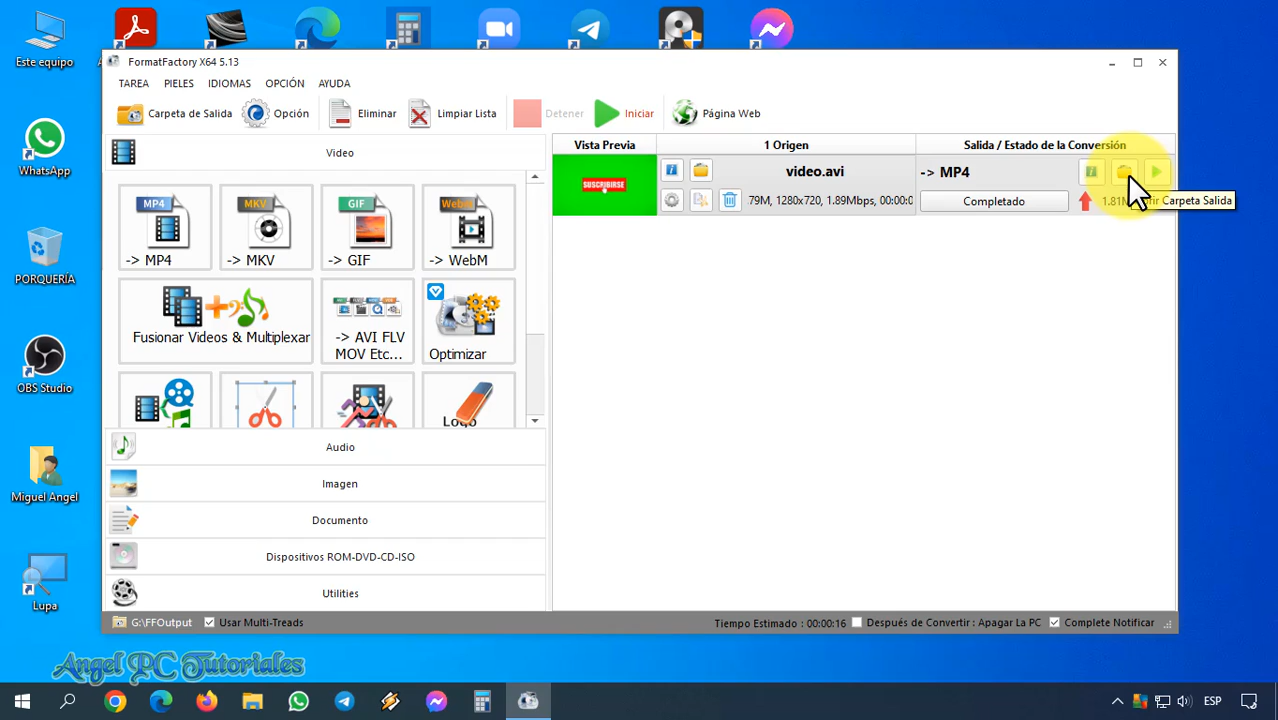 Este equipo
WhatsApp
PORQUERÍA
OBS Studio
Miguel Angel
Lupa
FormatFactory X64 5.13
TAREA PIELES IDIOMAS OPCIÓN AYUDA
Carpeta de Salida Opción Eliminar Limpiar Lista Detener Iniciar Página Web
Video
MP4 MKV GIF WebM
-> MP4 -> MKV -> GIF -> WebM
Fusionar Videos & Multiplexar
-> AVI FLV
MOV Etc...
Optimizar
Audio
Imagen
Documento
Dispositivos ROM-DVD-CD-ISO
Utilities
Vista Previa 1 Origen Salida / Estado de la Conversión
SUSCRIBIRSE
video.avi
-> MP4
79M, 1280x720, 1.89Mbps, 00:00:0
Completado
Carpeta Salida
G:\FFOutput Usar Multi-Treads Tiempo Estimado : 00:00:16 Después de Convertir : Apagar La PC Complete Notificar
Angel PC Tutoriales
ESP